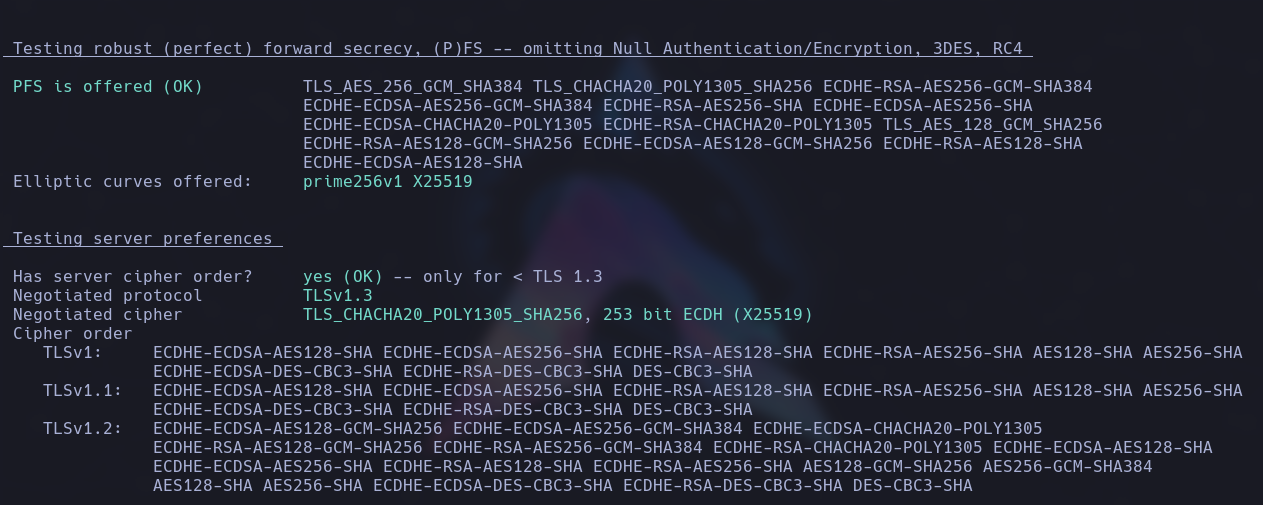 Testing robust (perfect) forward secrecy, (P)FS -- omitting Null Authentication/Encryption, 3DES, RC4
PFS is offered (OK) TLS_AES_256_GCM_SHA384 TLS_CHACHA20_POLY1305_SHA256 ECDHE-RSA-AES256-GCM-SHA384
ECDHE-ECDSA-AES256-GCM-SHA384 ECDHE-RSA-AES256-SHA ECDHE-ECDSA-AES256-SHA
ECDHE-ECDSA-CHACHA20-POLY1305 ECDHE-RSA-CHACHA20-POLY1305 TLS_AES_128_GCM_SHA256
ECDHE-RSA-AES128-GCM-SHA256 ECDHE-ECDSA-AES128-GCM-SHA256 ECDHE-RSA-AES128-SHA
ECDHE-ECDSA-AES128-SHA
Elliptic curves offered: prime256v1 X25519
Testing server preferences
Has server cipher order? yes (OK) -- only for < TLS 1.3
Negotiated protocol TLSv1.3
Negotiated cipher TLS_CHACHA20_POLY1305_SHA256, 253 bit ECDH (X25519)
Cipher order
TLSv1: ECDHE-ECDSA-AES128-SHA ECDHE-ECDSA-AES256-SHA ECDHE-RSA-AES128-SHA ECDHE-RSA-AES256-SHA AES128-SHA AES256-SHA
ECDHE-ECDSA-DES-CBC3-SHA ECDHE-RSA-DES-CBC3-SHA DES-CBC3-SHA
TLSv1.1: ECDHE-ECDSA-AES128-SHA ECDHE-ECDSA-AES256-SHA ECDHE-RSA-AES128-SHA ECDHE-RSA-AES256-SHA AES128-SHA AES256-SHA
ECDHE-ECDSA-DES-CBC3-SHA ECDHE-RSA-DES-CBC3-SHA DES-CBC3-SHA
TLSv1.2: ECDHE-ECDSA-AES128-GCM-SHA256 ECDHE-ECDSA-AES256-GCM-SHA384 ECDHE-ECDSA-CHACHA20-POLY1305
ECDHE-RSA-AES128-GCM-SHA256 ECDHE-RSA-AES256-GCM-SHA384 ECDHE-RSA-CHACHA20-POLY1305 ECDHE-ECDSA-AES128-SHA
ECDHE-ECDSA-AES256-SHA ECDHE-RSA-AES128-SHA ECDHE-RSA-AES256-SHA AES128-GCM-SHA256 AES256-GCM-SHA384
AES128-SHA AES256-SHA ECDHE-ECDSA-DES-CBC3-SHA ECDHE-RSA-DES-CBC3-SHA DES-CBC3-SHA